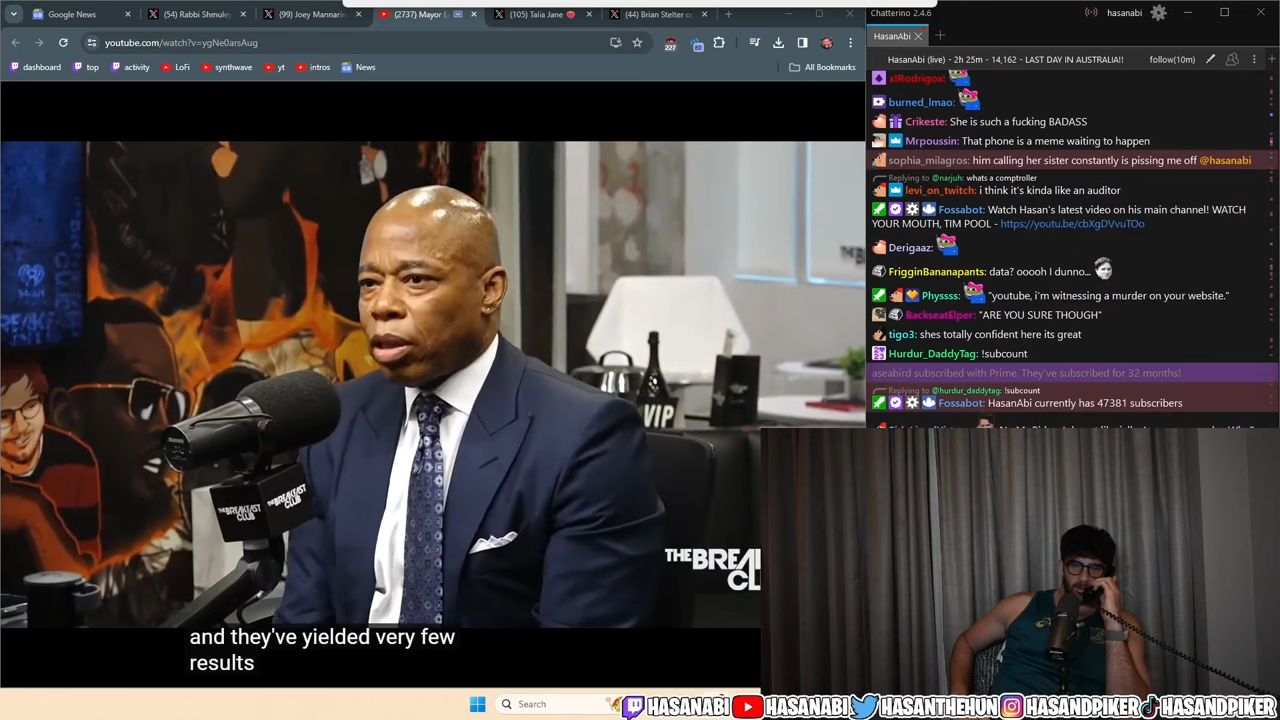 Google News
(54) Rabbi Shmule
(99) Joey Mannarin
(2737) Mayor E
(105) Talia Jane
(44) Brian Stelter o
youtube.com/watch?v=ygNe0arsAug
227
60
dashboard
top
activity
LoFi
synthwave
yt
intros
News
All Bookmarks
Chatterino 2.4.6
hasanabi
HasanAbi
HasanAbi (live) - 2h 25m - 14,162 - LAST DAY IN AUSTRALIA!!
follow(10m)
x!Rodrigox:
burned_lmao:
Crikeste: She is such a fucking BADASS
Mrpoussin: That phone is a meme waiting to happen
sophia_milagros: him calling her sister constantly is pissing me off @hasanabi
Replying to @narjuh: whats a comptroller
levi_on_twitch: i think it's kinda like an auditor
Fossabot: Watch Hasan's latest video on his main channel! WATCH
YOUR MOUTH, TIM POOL - https://youtu.be/cbXgDVvuTOo
Derigaaz:
FrigginBananapants: data? ooooh I dunno...
Physsss: "youtube, i'm witnessing a murder on your website."
BackseatElper: "ARE YOU SURE THOUGH"
tigo3: shes totally confident here its great
Hurdur_DaddyTag: !subcount
aseabird subscribed with Prime. They've subscribed for 32 months!
Replying to @hurdur_daddytag: !subcount
Fossabot: HasanAbi currently has 47381 subscribers
iHeart
VIP
THE BREAKFAST
CLUB
THE BREAKFAST
CLUB
THE BREA
CL
and they've yielded very few
results
Search
HASANABI
HASANABI
HASANTHEHUN
HASANDPIKER
HASANDPIKER